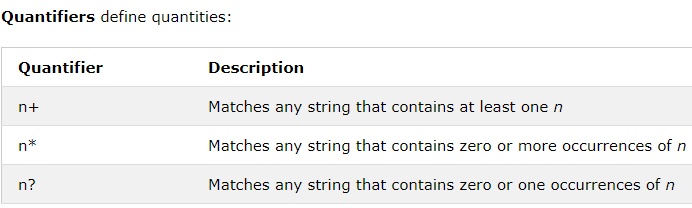 Quantifiers define quantities:
Quantifier Description
n+ Matches any string that contains at least one n
n* Matches any string that contains zero or more occurrences of n
n? Matches any string that contains zero or one occurrences of n